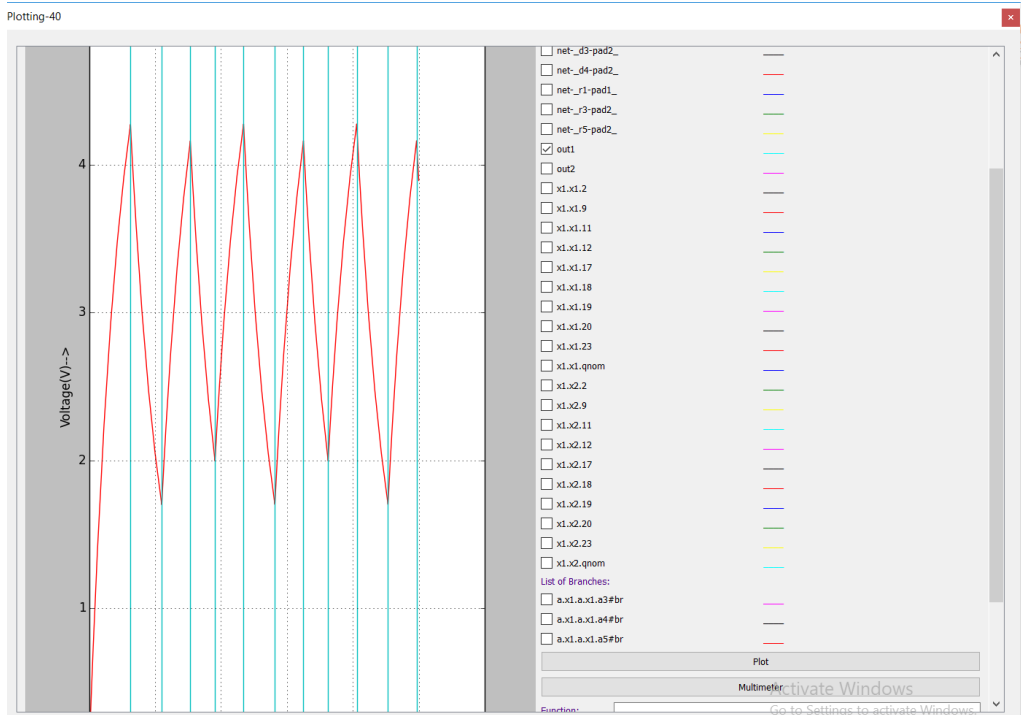 Plotting-40
×
4
3
2
1
Voltage(V)-->
net-_d3-pad2_
net-_d4-pad2_
net-_r1-pad1_
net-_r3-pad2_
net-_r5-pad2_
out1
out2
x1.x1.2
x1.x1.9
x1.x1.11
x1.x1.12
x1.x1.17
x1.x1.18
x1.x1.19
x1.x1.20
x1.x1.23
x1.x1.qnom
x1.x2.2
x1.x2.9
x1.x2.11
x1.x2.12
x1.x2.17
x1.x2.18
x1.x2.19
x1.x2.20
x1.x2.23
x1.x2.qnom
List of Branches:
a.x1.a.x1.a3#br
a.x1.a.x1.a4#br
a.x1.a.x1.a5#br
Plot
Multimeter
Activate Windows
Function:
Go to Settings to activate Windows.